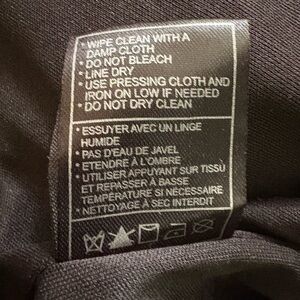 • WIPE CLEAN WITH A
DAMP CLOTH
• DO NOT BLEACH
• LINE DRY
• USE PRESSING CLOTH AND
IRON ON LOW IF NEEDED
• DO NOT DRY CLEAN
• ESSUYER AVEC UN LINGE
HUMIDE
• PAS D'EAU DE JAVEL
• ETENDRE À L'OMBRE
• UTILISER APPUYANT SUR TISSU
ET REPASSER À BASSE
TEMPÉRATURE SI NÉCESSAIRE
• NETTOYAGE À SEC INTERDIT